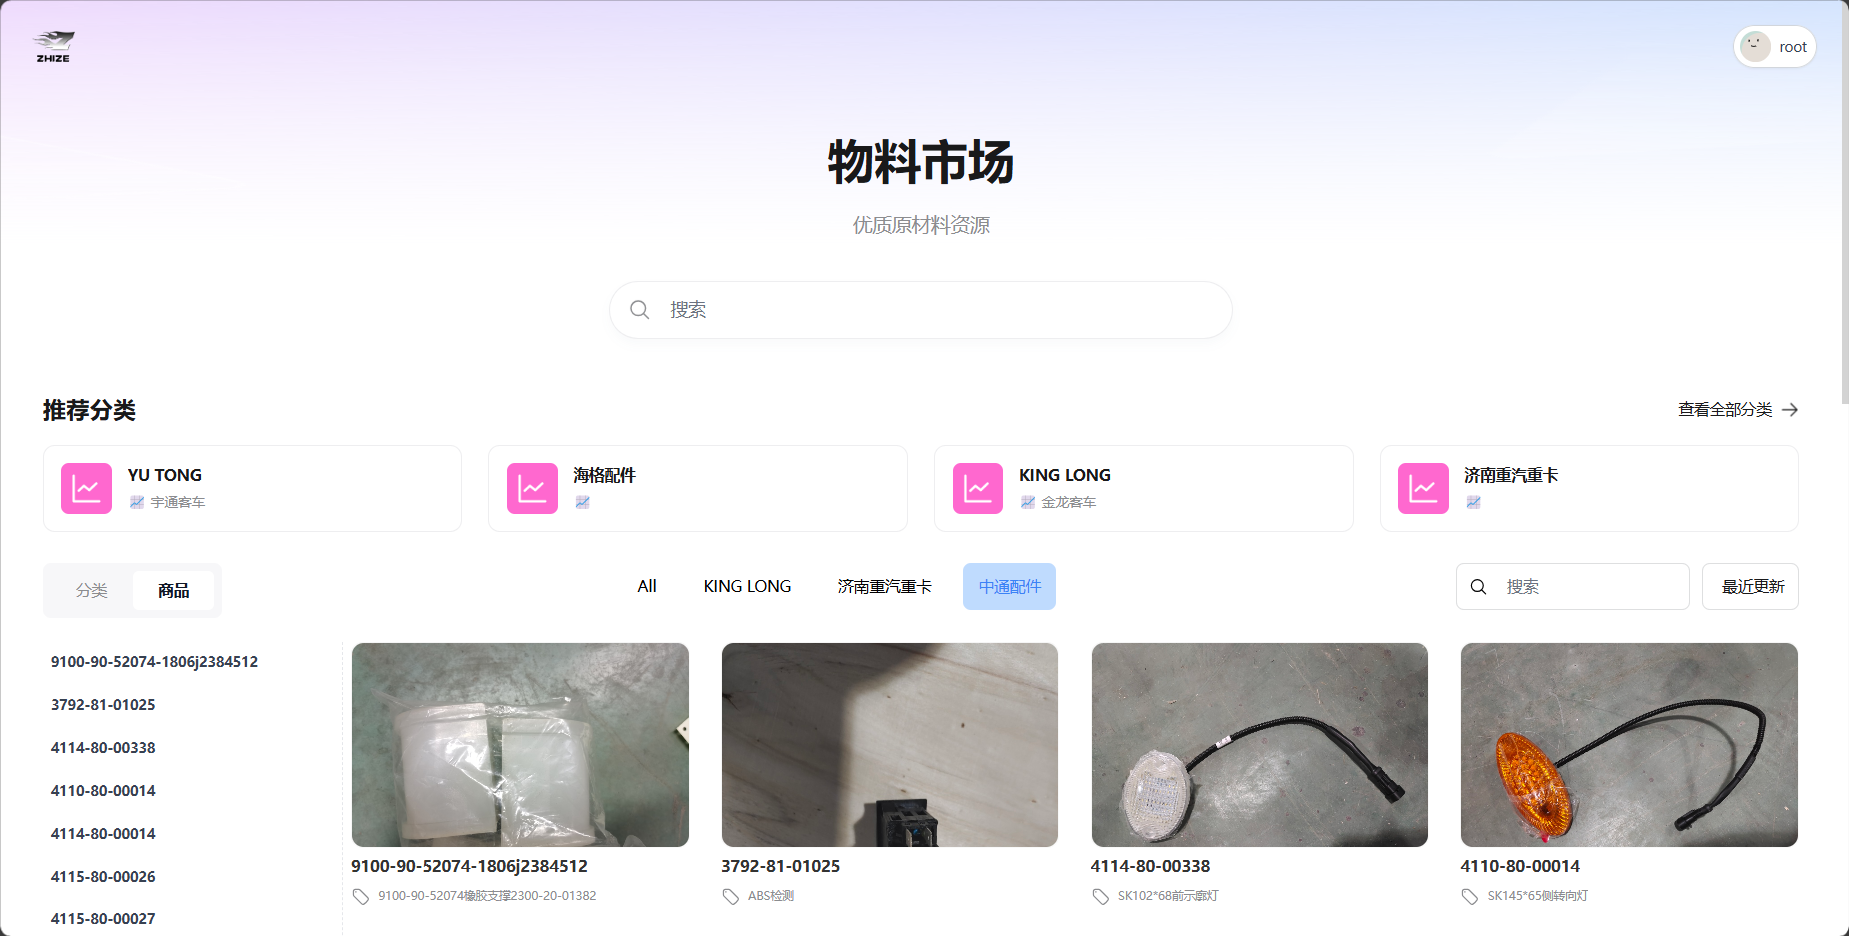 ZHIZE
root
物料市场
优质原材料资源
搜索
推荐分类
查看全部分类
YU TONG
宇通客车
海格配件
KING LONG
金龙客车
济南重汽重卡
分类
商品
All
KING LONG
济南重汽重卡
中通配件
搜索
最近更新
9100-90-52074-1806j2384512
3792-81-01025
4114-80-00338
4110-80-00014
4114-80-00014
4115-80-00026
4115-80-00027
9100-90-52074-1806j2384512
9100-90-52074橡胶支撑2300-20-01382
3792-81-01025
ABS检测
4114-80-00338
SK102*68前示廓灯
4110-80-00014
SK145*65侧转向灯